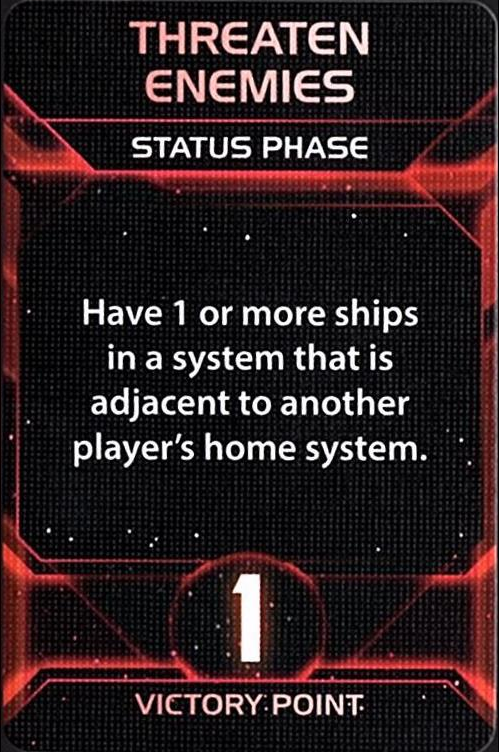 THREATEN
ENEMIES
STATUS PHASE
Have 1 or more ships
in a system that is
adjacent to another
player's home system.
1
VICTORY POINT